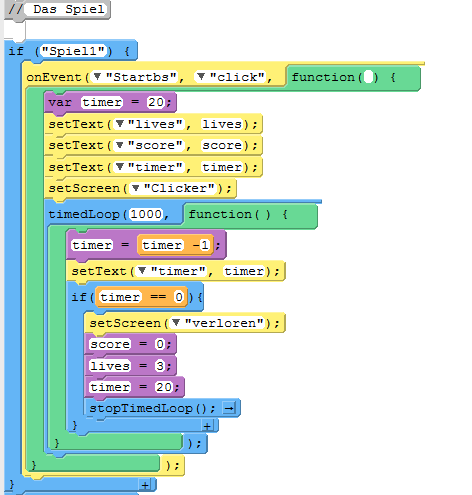 // Das Spiel
if ("Spiel1") {
onEvent(▼"Startbs", ▼"click", function( ) {
var timer = 20;
setText(▼"lives", lives);
setText(▼"score", score);
setText(▼"timer", timer);
setScreen(▼"Clicker");
timedLoop(1000, function( ) {
timer = timer -1;
setText(▼"timer", timer);
if(timer == 0){
setScreen(▼"verloren");
score = 0;
lives = 3;
timer = 20;
stopTimedLoop(); →
} +
} );
} );
} +